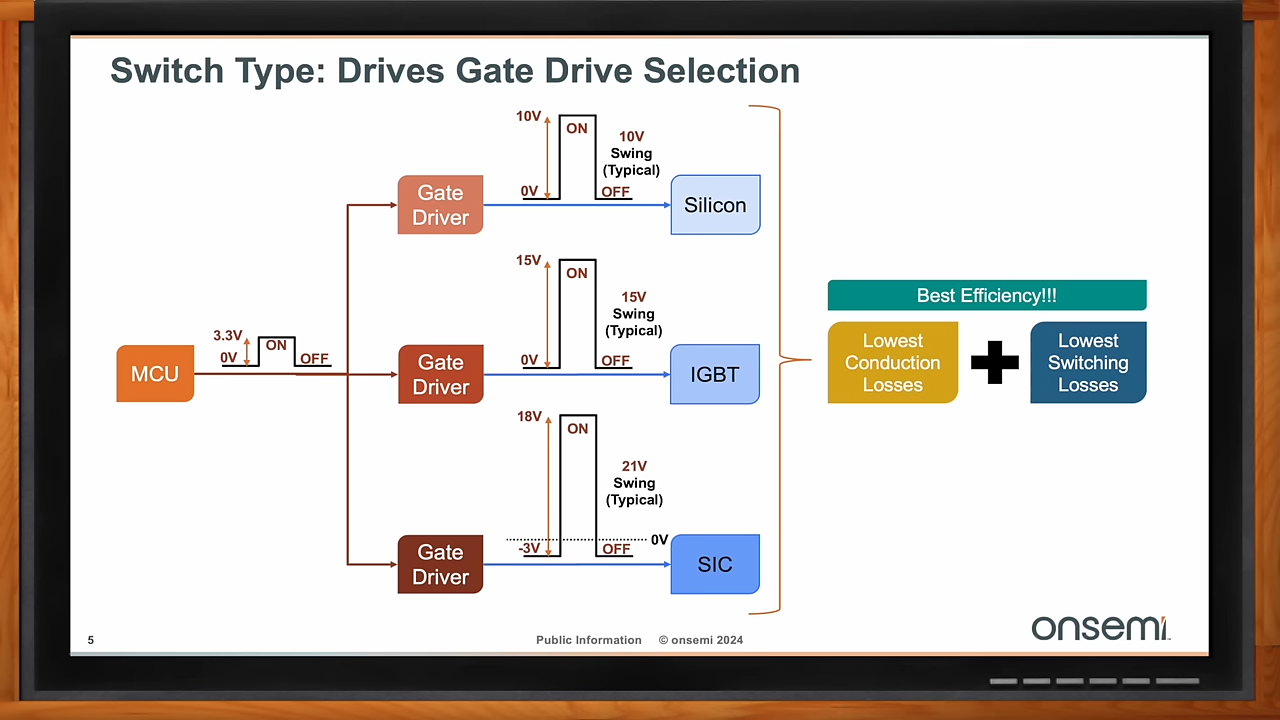 Switch Type: Drives Gate Drive Selection
10V
ON
10V
Swing
(Typical)
0V
OFF
Gate
Driver
Silicon
15V
ON
15V
Swing
(Typical)
0V
OFF
3.3V
0V
ON
OFF
MCU
Gate
Driver
IGBT
18V
ON
21V
Swing
(Typical)
0V
-3V
OFF
Gate
Driver
SIC
Best Efficiency!!!
Lowest
Conduction
Losses
Lowest
Switching
Losses
5
Public Information © onsemi 2024
onsemi